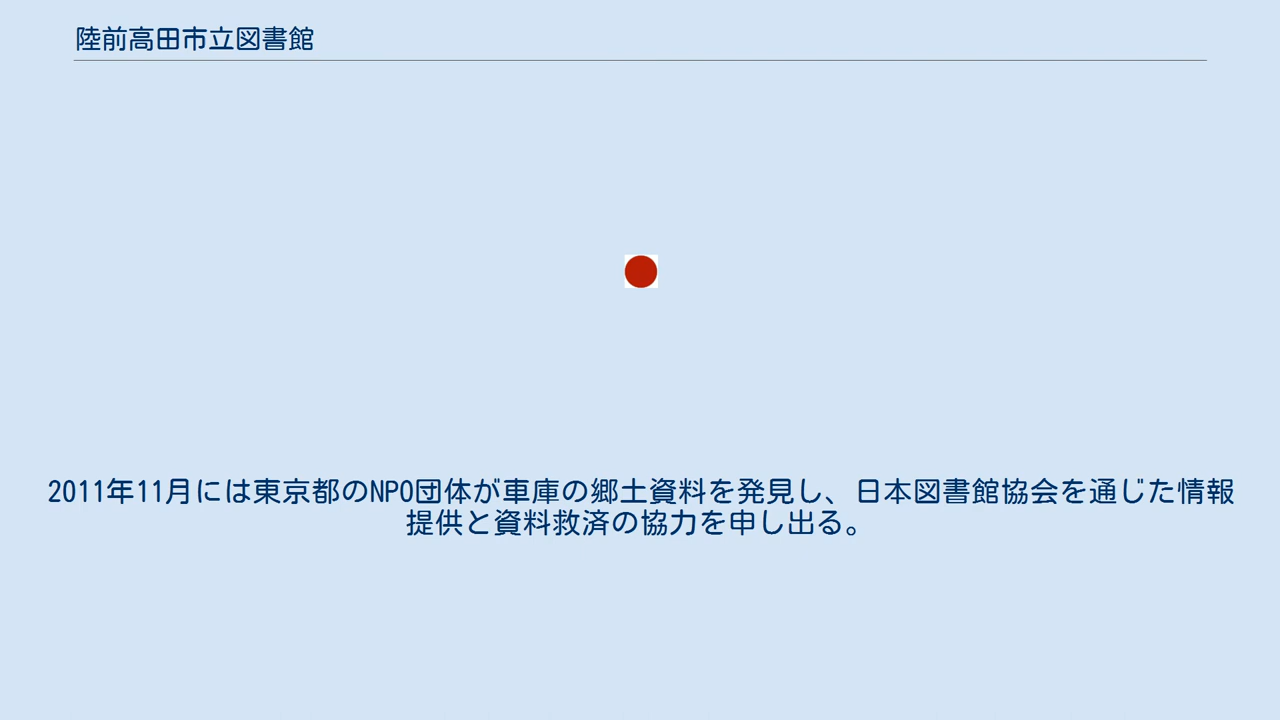 陸前高田市立図書館
2011年11月には東京都のNPO団体が車庫の郷土資料を発見し、日本図書館協会を通じた情報
提供と資料救済の協力を申し出る。